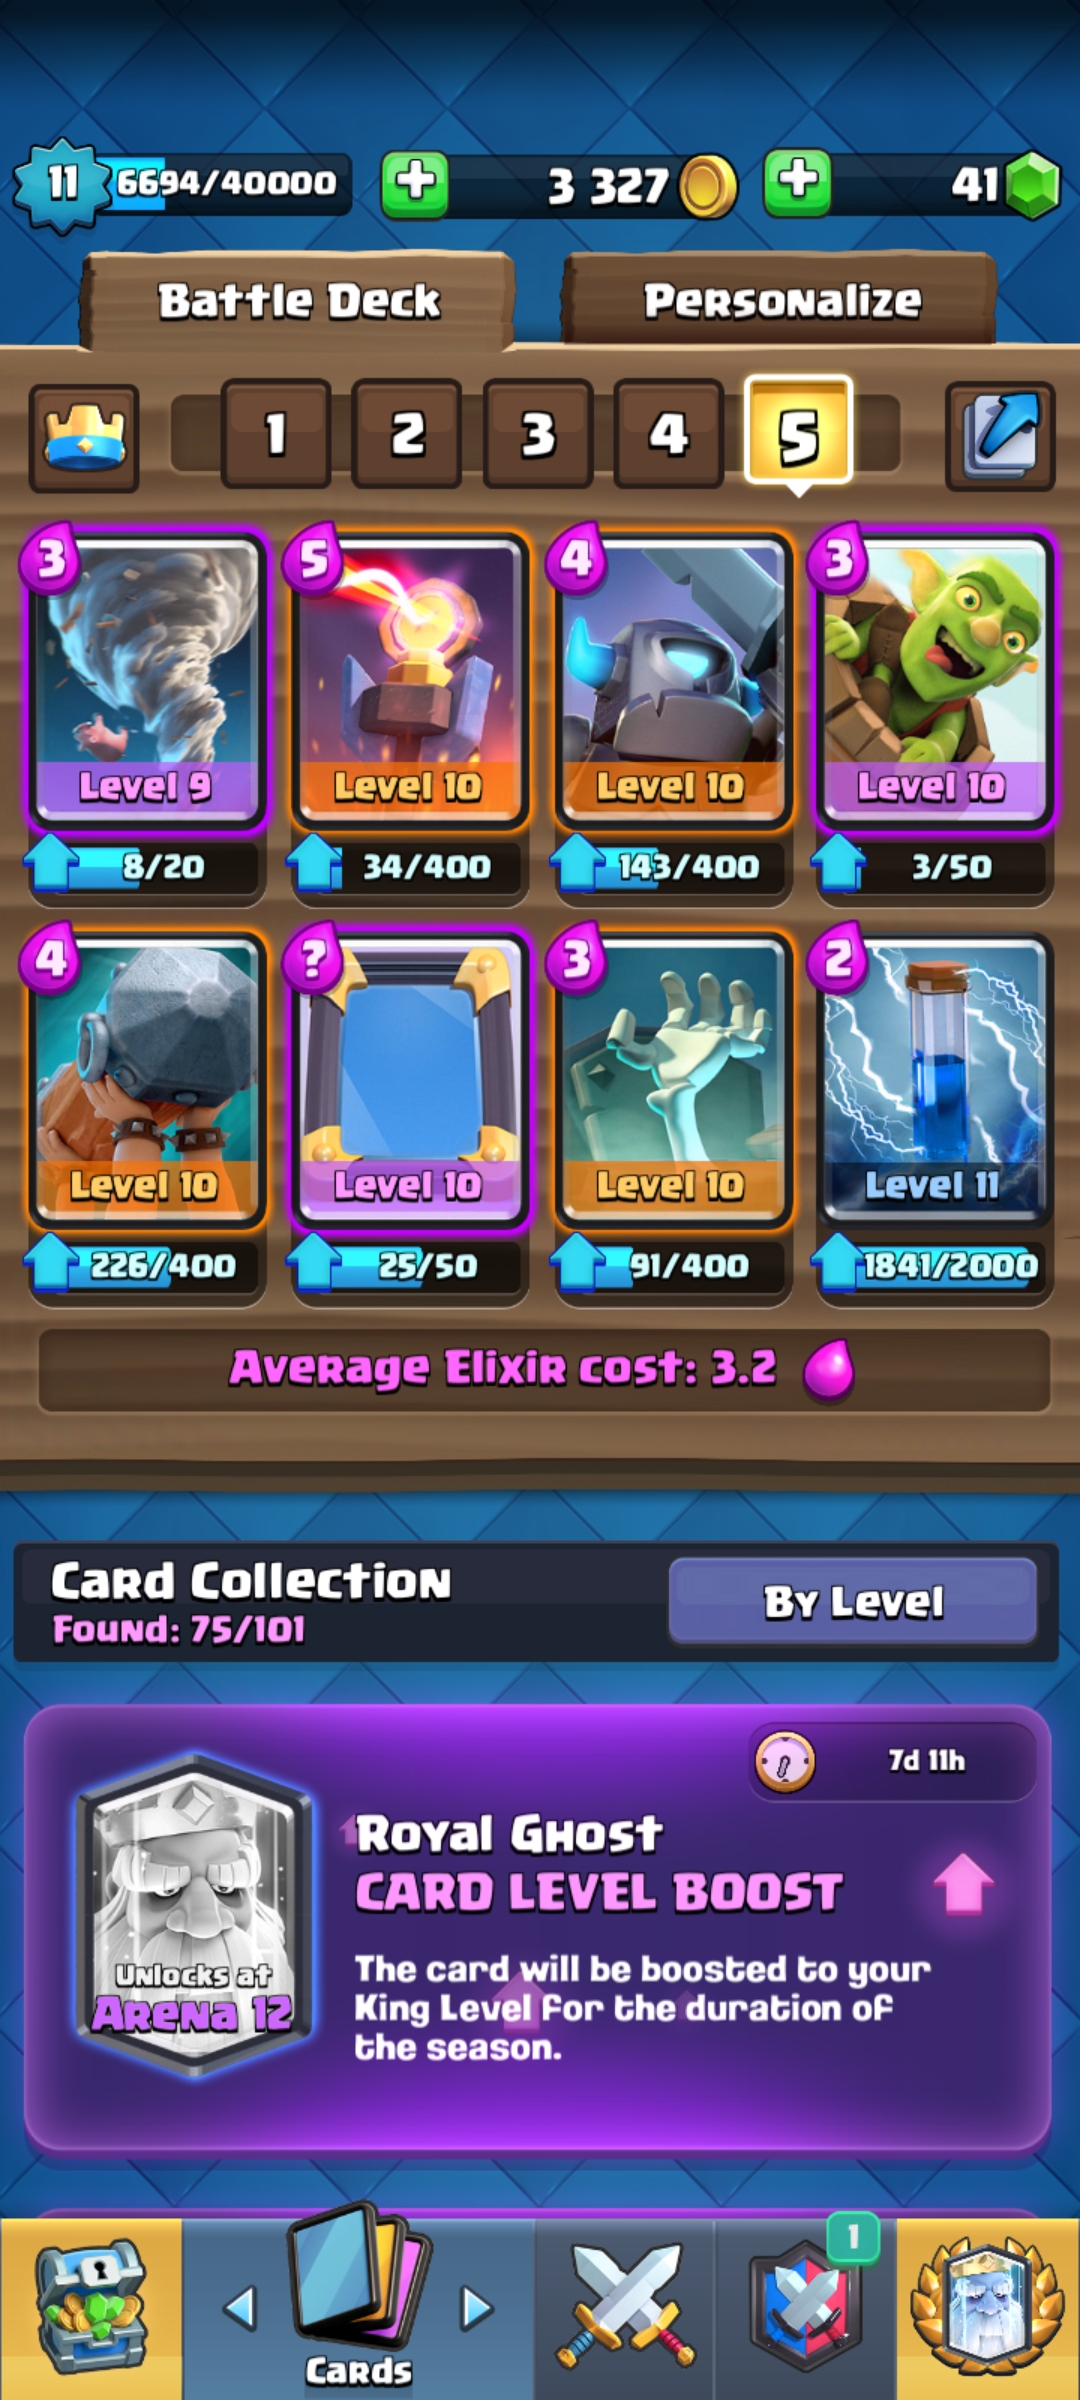 11 6694/40000 3 327 41
Battle Deck Personalize
1 2 3 4 5
3 5 4 3
Level 9 Level 10 Level 10 Level 10
8/20 34/400 143/400 3/50
4 ? 3 2
Level 10 Level 10 Level 10 Level 11
226/400 25/50 91/400 1841/2000
Average Elixir cost: 3.2
Card Collection
Found: 75/101
By Level
7d 11h
Royal Ghost
CARD LEVEL BOOST
Unlocks at
Arena 12
The card will be boosted to your
King Level for the duration of
the season.
1
Cards